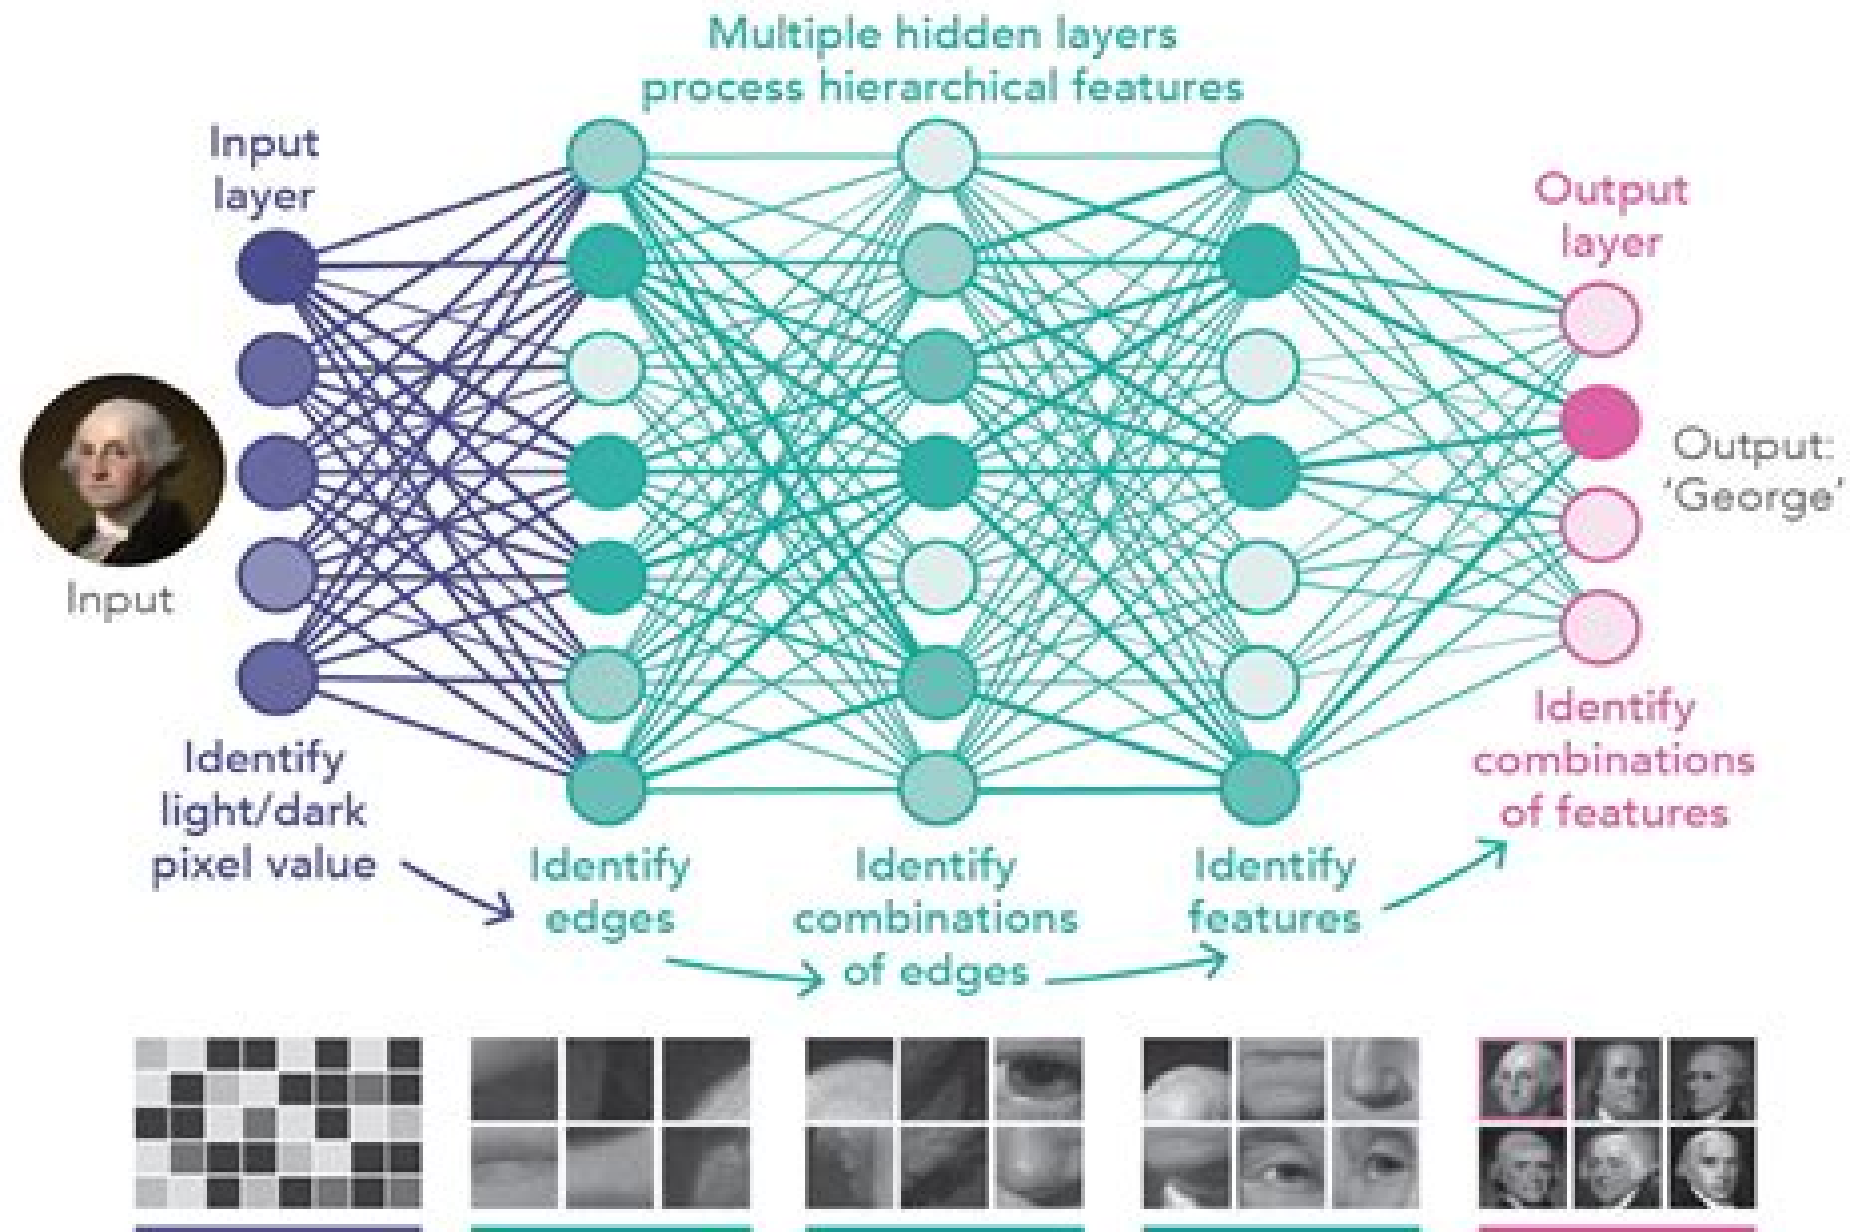 Multiple hidden layers
process hierarchical features
Input
layer
Output
layer
Input
Output:
‘George’
Identify
light/dark
pixel value
Identify
edges
Identify
combinations
of edges
Identify
features
Identify
combinations
of features